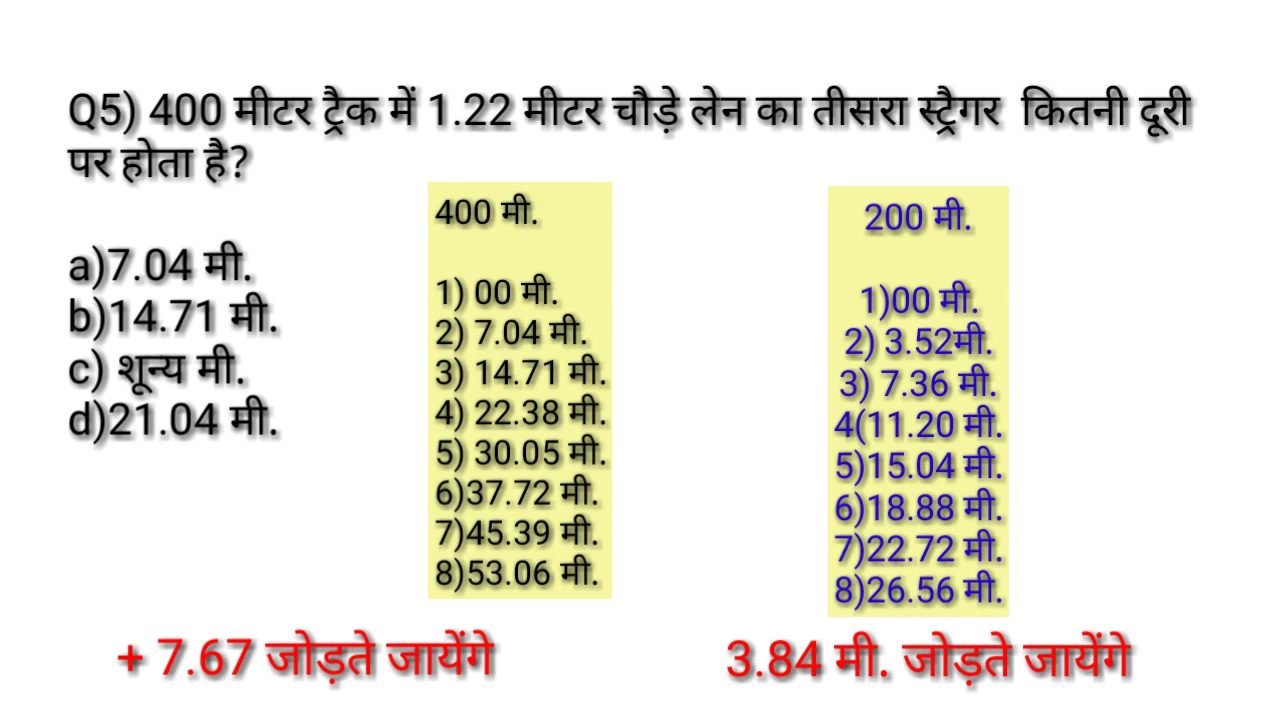 Q5) 400 मीटर ट्रैक में 1.22 मीटर चौड़े लेन का तीसरा स्ट्रैगर कितनी दूरी
पर होता है?
a)7.04 मी.
b)14.71 मी.
c) शून्य मी.
d)21.04 मी.
400 मी.
1) 00 मी.
2) 7.04 मी.
3) 14.71 मी.
4) 22.38 मी.
5) 30.05 मी.
6)37.72 मी.
7)45.39 मी.
8)53.06 मी.
+ 7.67 जोड़ते जायेंगे
200 मी.
1)00 मी.
2) 3.52मी.
3) 7.36 मी.
4(11.20 मी.
5)15.04 मी.
6)18.88 मी.
7)22.72 मी.
8)26.56 मी.
3.84 मी. जोड़ते जायेंगे